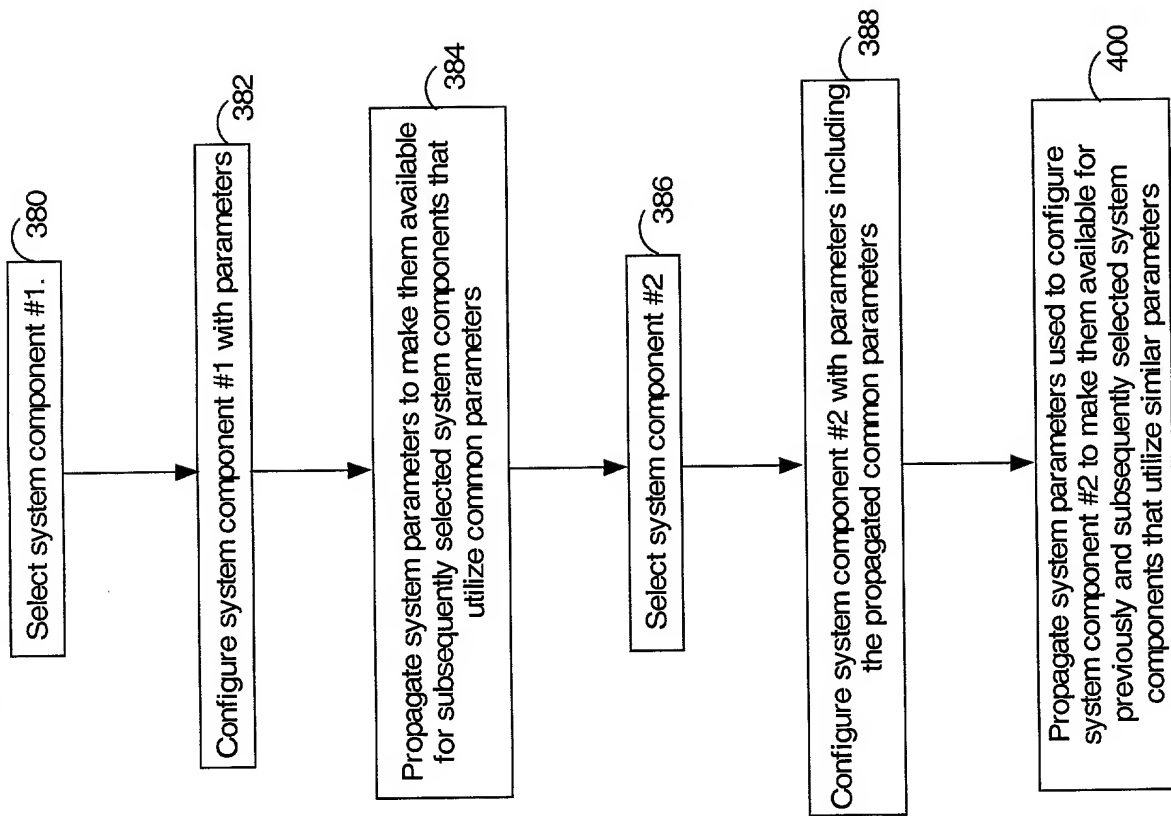 Select system component #1.
380
Configure system component #1 with parameters
382
Propagate system parameters to make them available
for subsequently selected system components that
utilize common parameters
384
Select system component #2
386
Configure system component #2 with parameters including
the propagated common parameters
388
Propagate system parameters used to configure
system component #2 to make them available for
previously and subsequently selected system
components that utilize similar parameters
400